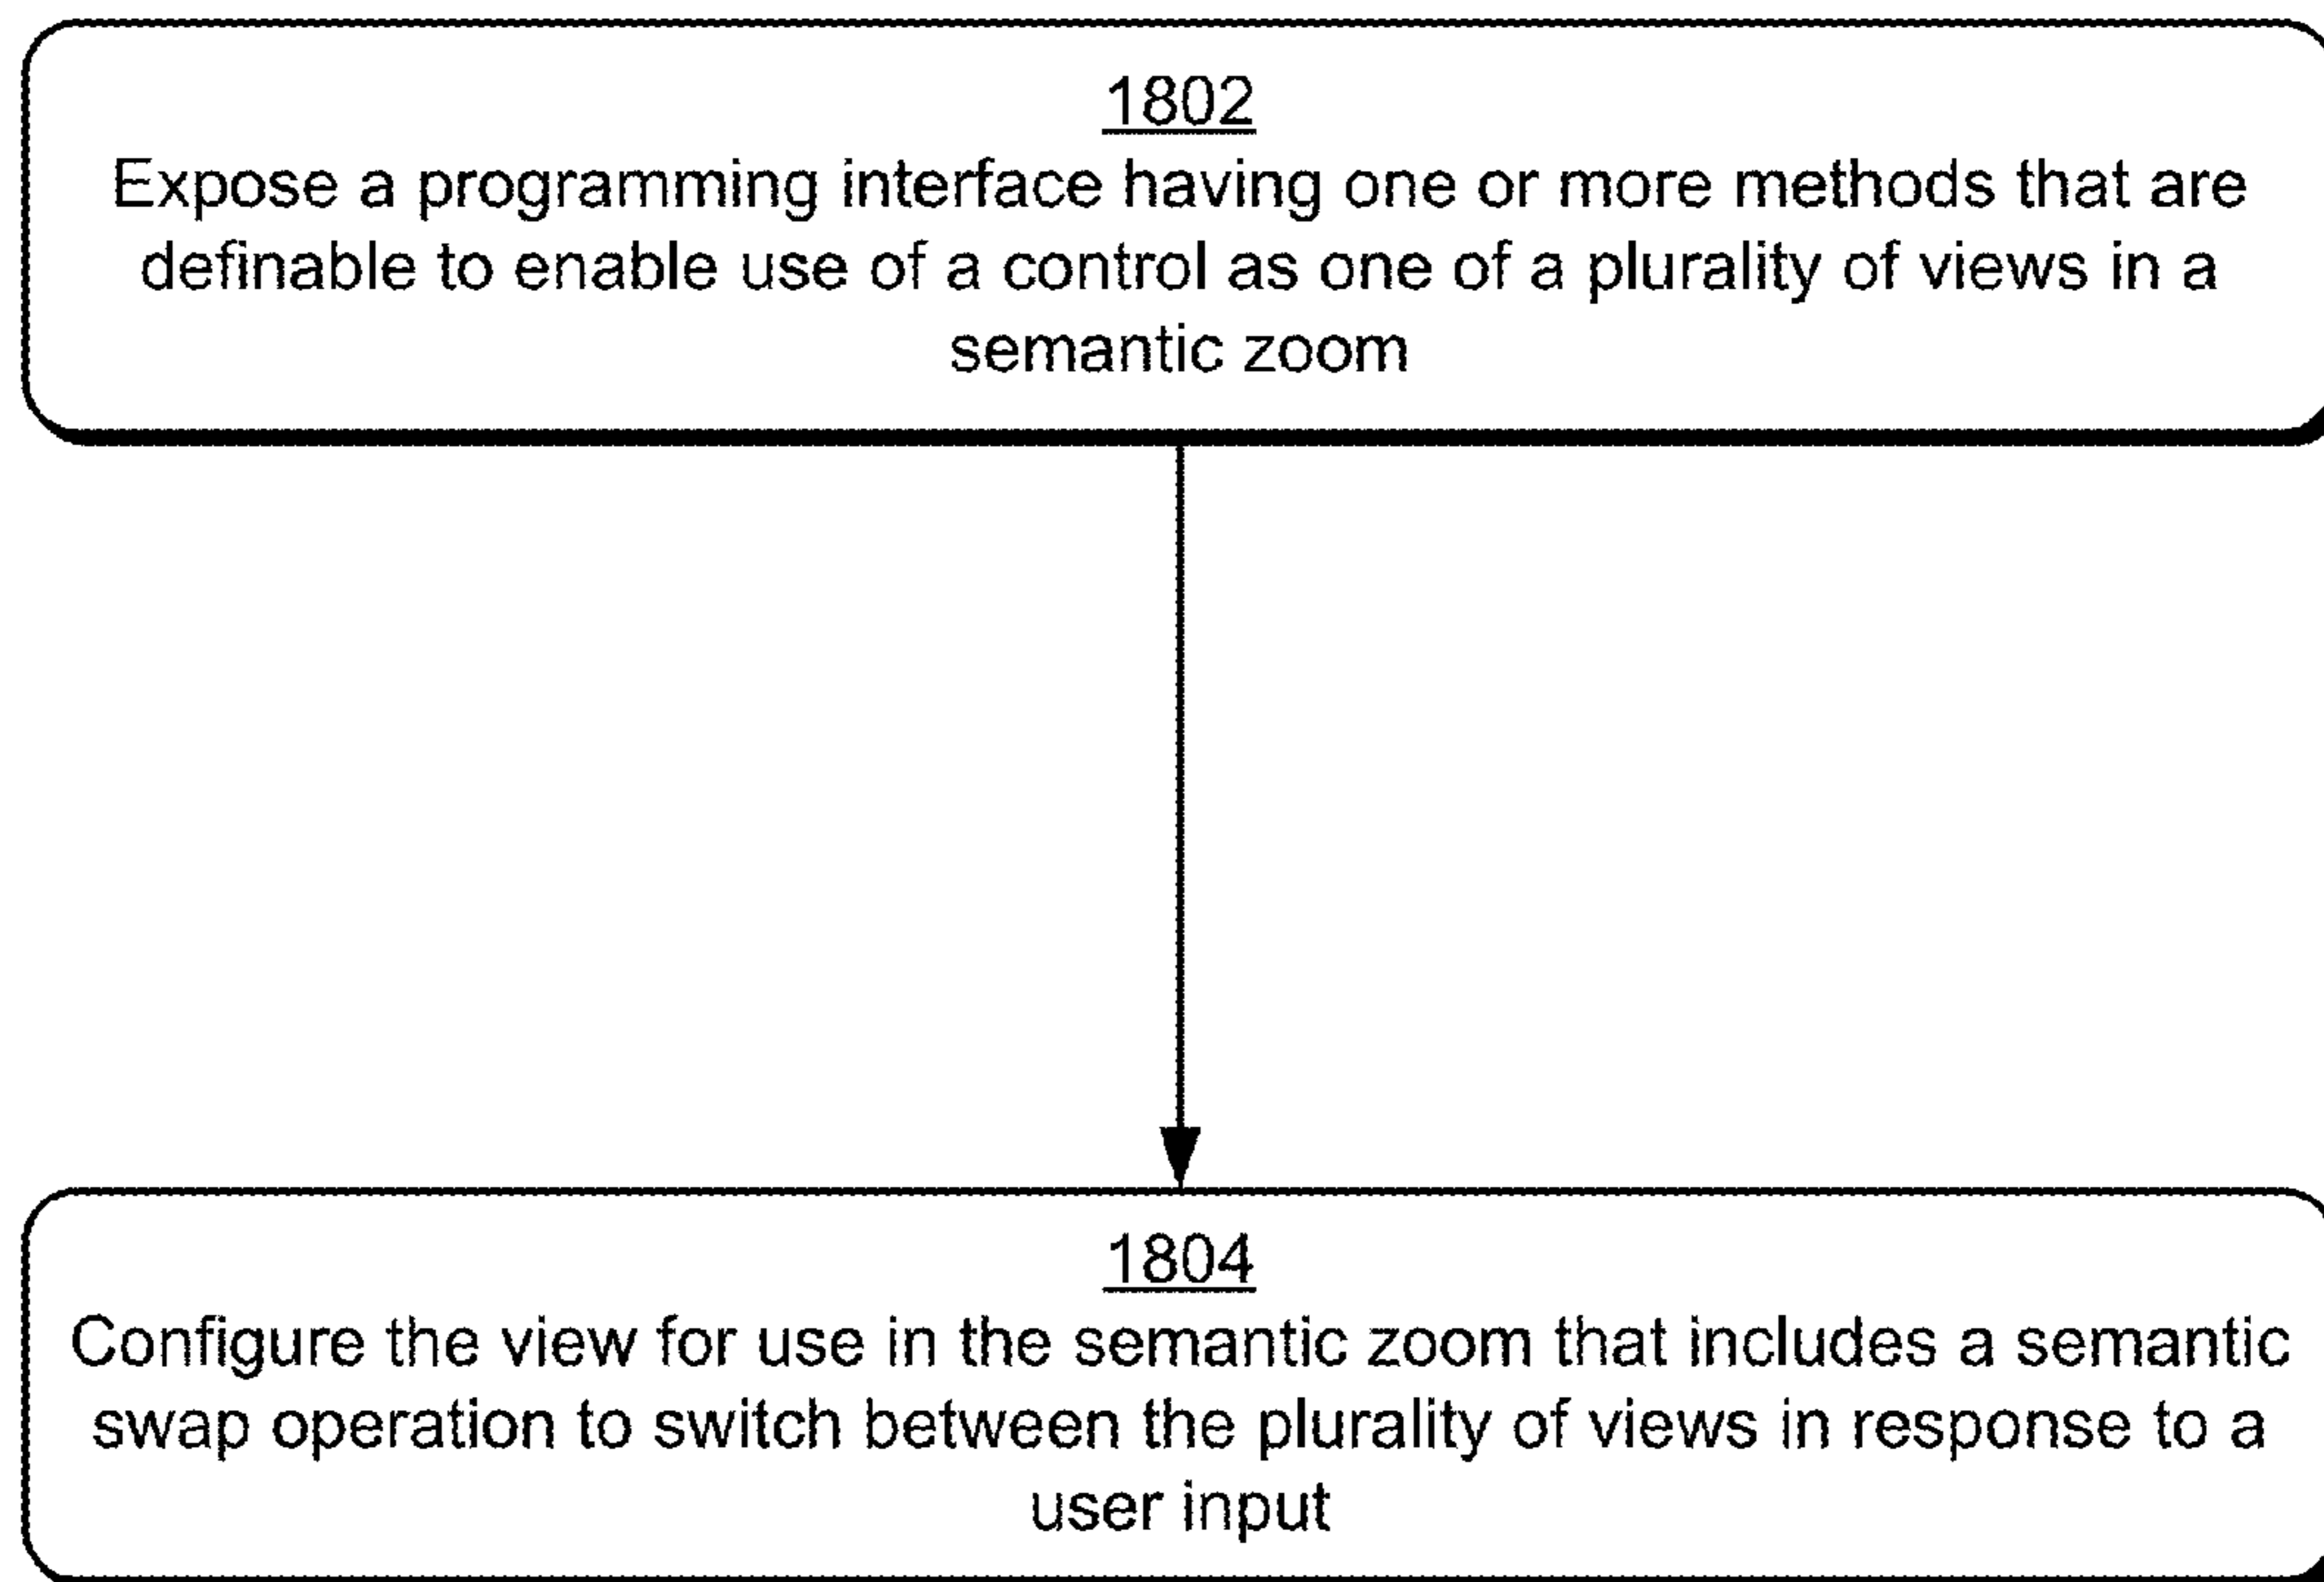 1802
Expose a programming interface having one or more methods that are
definable to enable use of a control as one of a plurality of views in a
semantic zoom
1804
Configure the view for use in the semantic zoom that includes a semantic
swap operation to switch between the plurality of views in response to a
user input